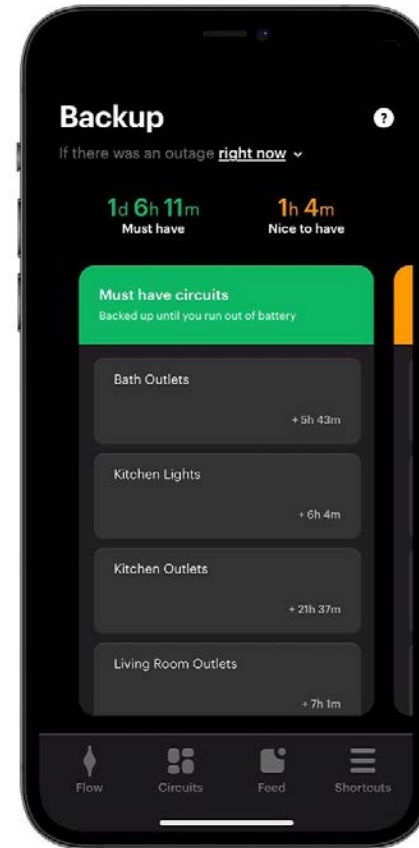 Backup
?
If there was an outage right now
1d 6h 11m
Must have
1h 4m
Nice to have
Must have circuits
Backed up until you run out of battery
Bath Outlets
+ 5h 43m
Kitchen Lights
+ 6h 4m
Kitchen Outlets
+ 21h 37m
Living Room Outlets
+ 7h 1m
Flow
Circuits
Feed
Shortcuts